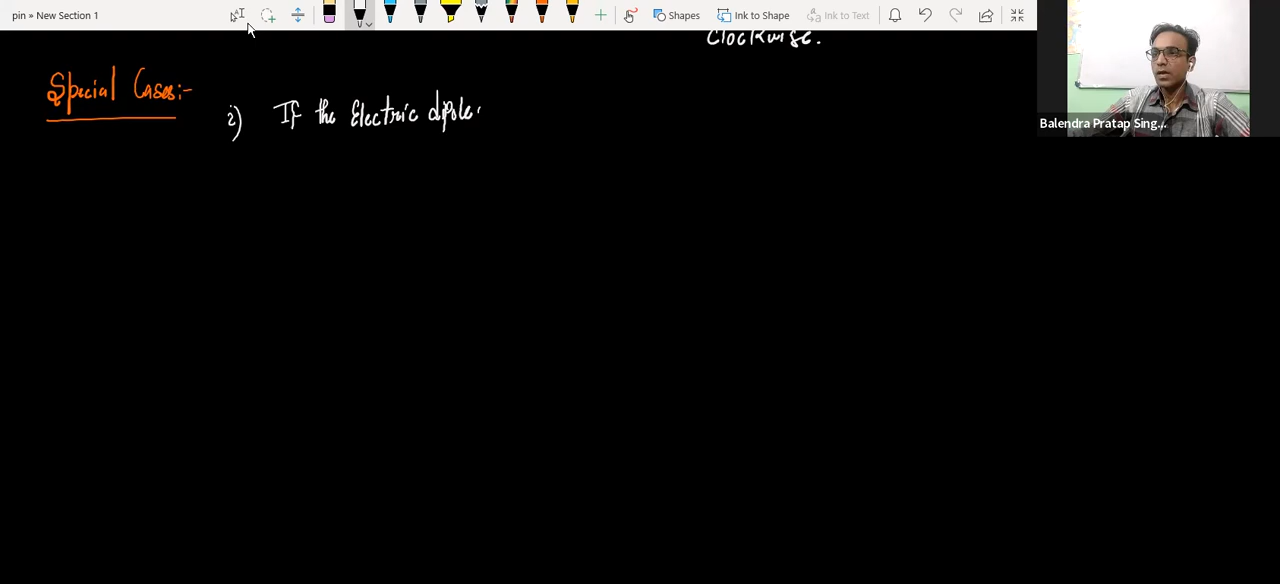 pin » New Section 1
Shapes
Ink to Shape
Ink to Text
Clockwise.
Special Cases:-
i) If the Electric dipole
Balendra Pratap Sing...